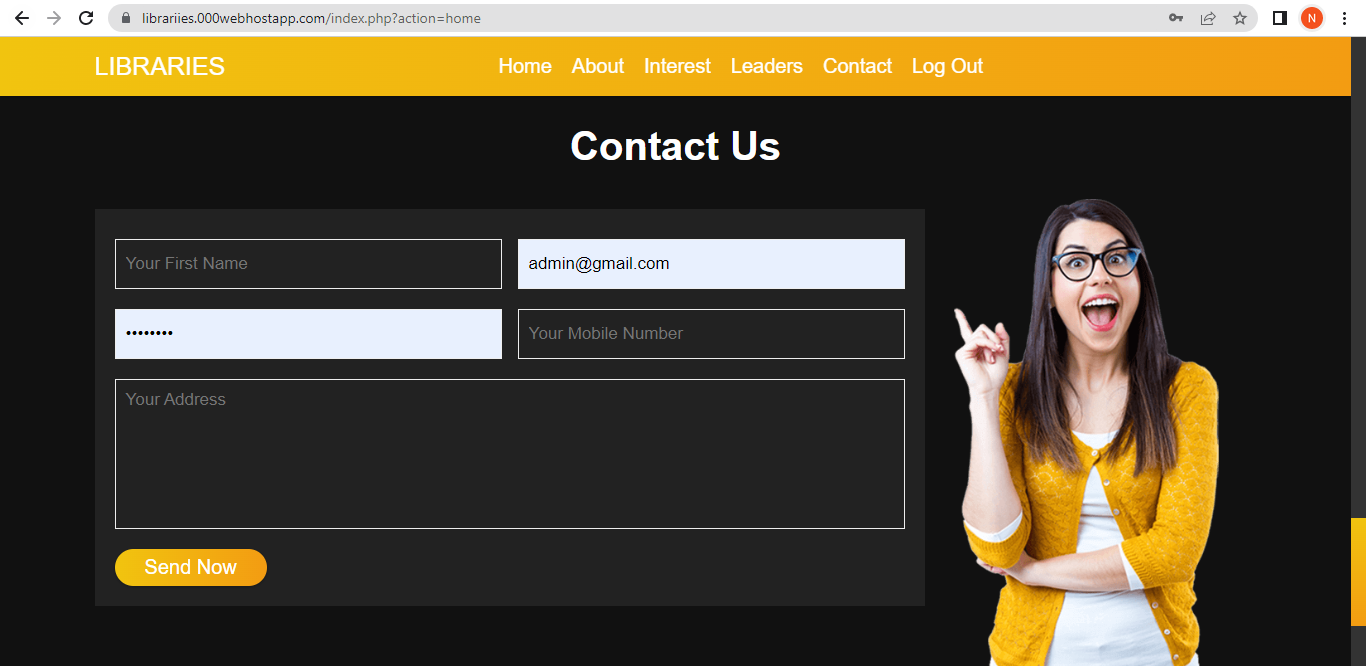 librariies.000webhostapp.com/index.php?action=home
N
LIBRARIES Home About Interest Leaders Contact Log Out
Contact Us
Your First Name admin@gmail.com
•••••••• Your Mobile Number
Your Address
Send Now